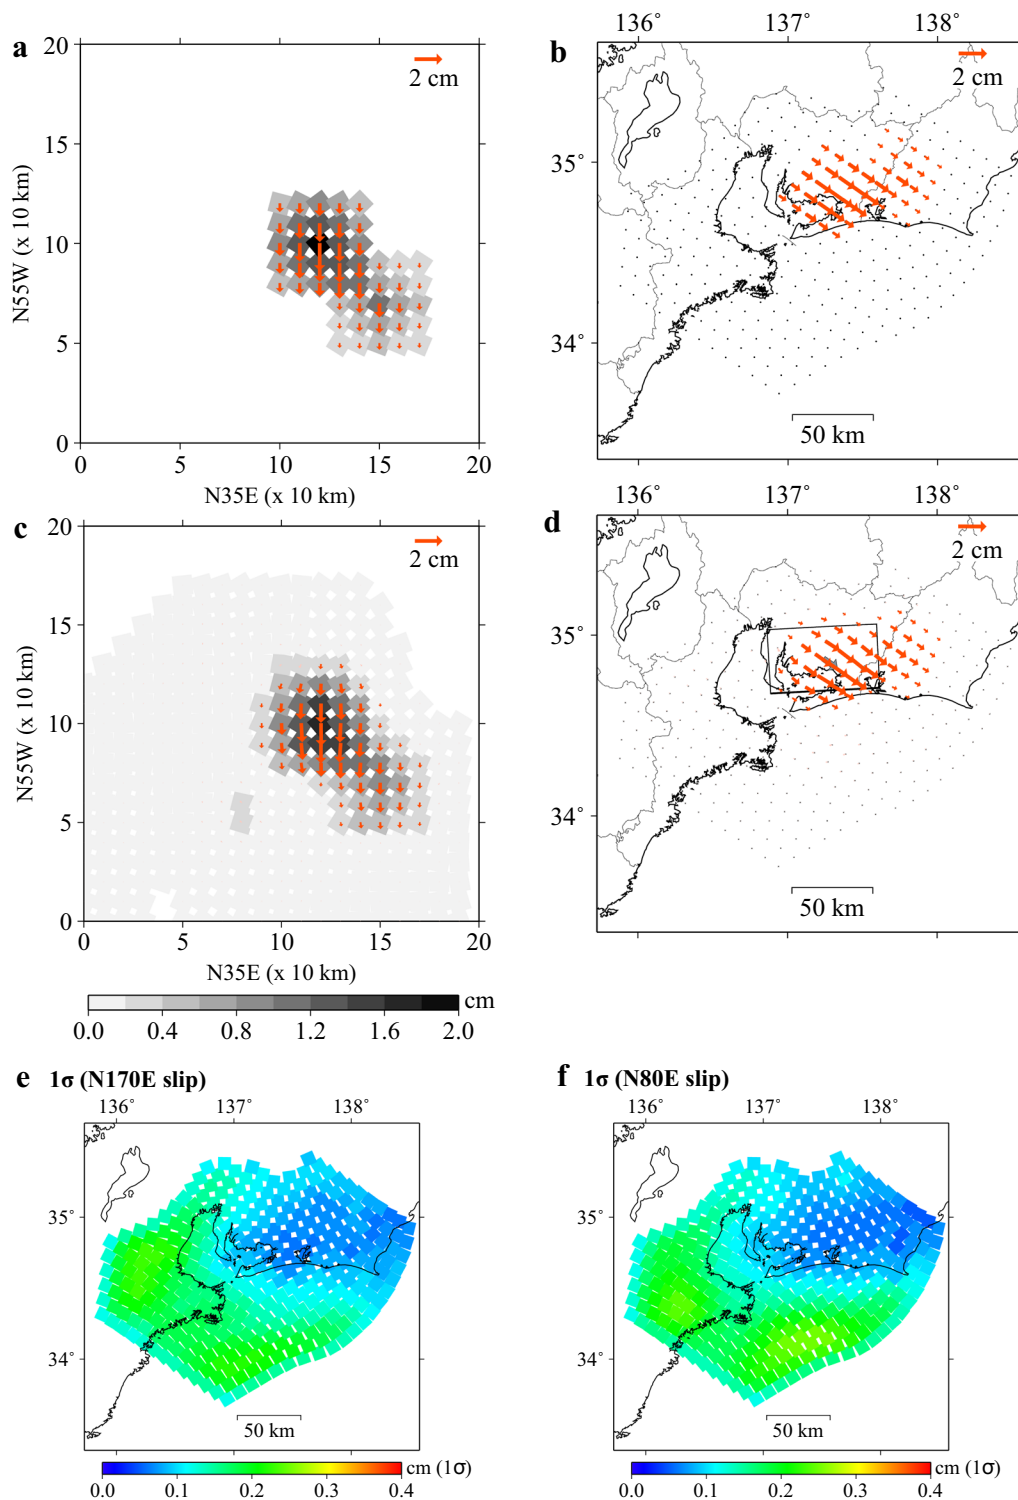 a
20
15
10
5
0
N55W (x 10 km)
2 cm
0 5 10 15 20
N35E (x 10 km)
b
136° 137° 138°
2 cm
35°
34°
50 km
c
20
15
10
5
0
N55W (x 10 km)
2 cm
0 5 10 15 20
N35E (x 10 km)
cm
0.0 0.4 0.8 1.2 1.6 2.0
d
136° 137° 138°
2 cm
35°
34°
50 km
e 1σ (N170E slip)
136° 137° 138°
35°
34°
50 km
cm (1σ)
0.0 0.1 0.2 0.3 0.4
f 1σ (N80E slip)
136° 137° 138°
35°
34°
50 km
cm (1σ)
0.0 0.1 0.2 0.3 0.4